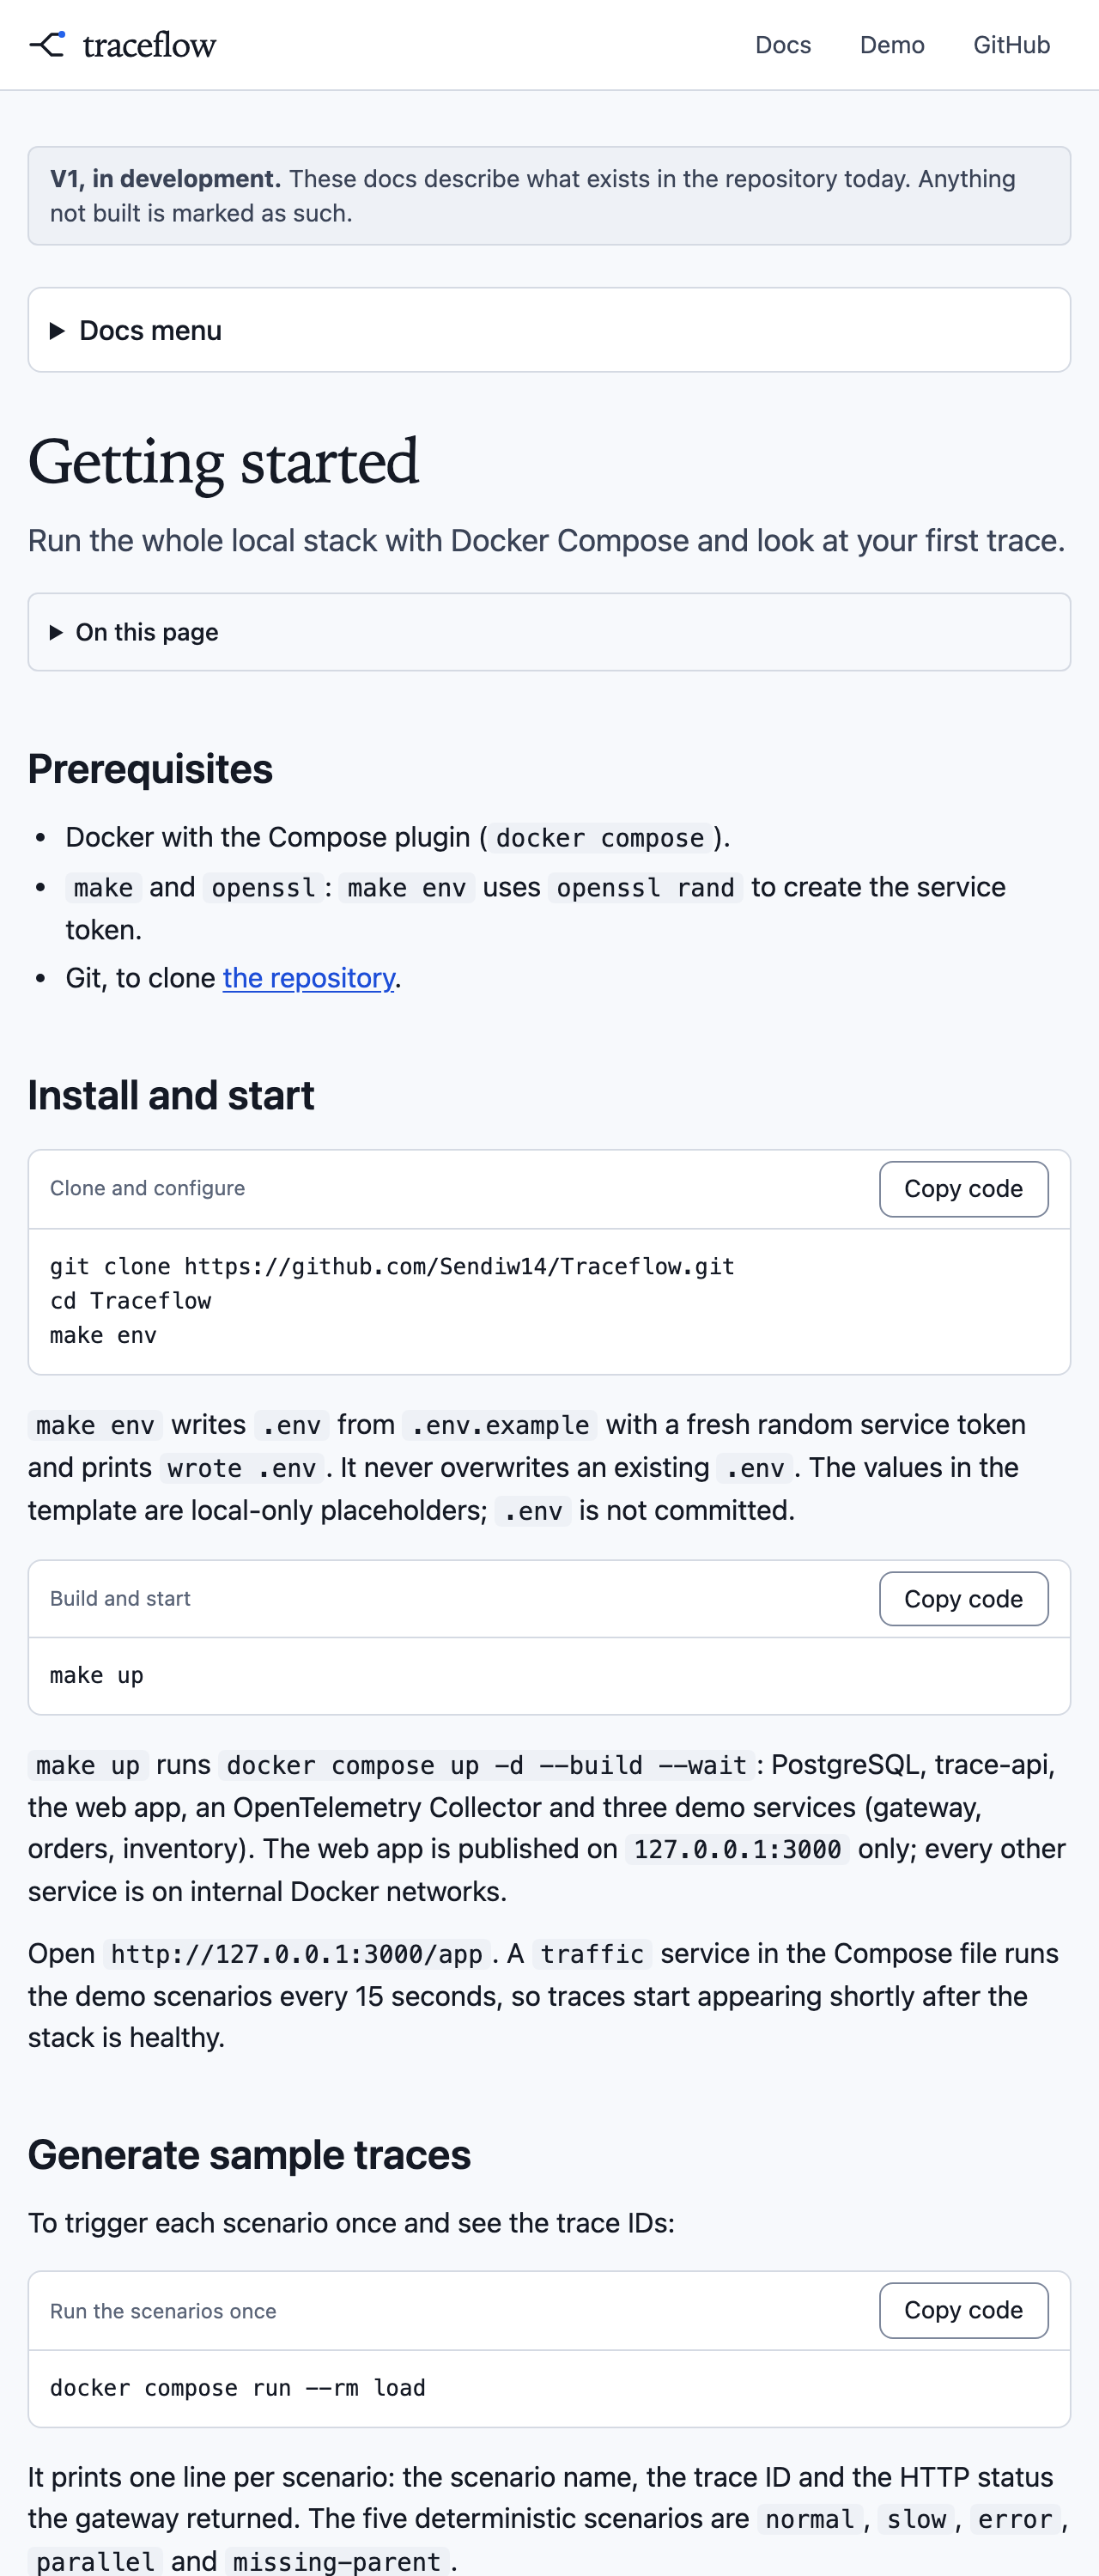 traceflow
Docs
Demo
GitHub
V1, in development. These docs describe what exists in the repository today. Anything
not built is marked as such.
Docs menu
Getting started
Run the whole local stack with Docker Compose and look at your first trace.
On this page
Prerequisites
Docker with the Compose plugin (docker compose).
make and openssl: make env uses openssl rand to create the service
token.
Git, to clone the repository.
Install and start
Clone and configure
Copy code
git clone https://github.com/Sendiw14/Traceflow.git
cd Traceflow
make env
make env writes .env from .env.example with a fresh random service token
and prints wrote .env. It never overwrites an existing .env. The values in the
template are local-only placeholders; .env is not committed.
Build and start
Copy code
make up
make up runs docker compose up -d --build --wait: PostgreSQL, trace-api,
the web app, an OpenTelemetry Collector and three demo services (gateway,
orders, inventory). The web app is published on 127.0.0.1:3000 only; every other
service is on internal Docker networks.
Open http://127.0.0.1:3000/app. A traffic service in the Compose file runs
the demo scenarios every 15 seconds, so traces start appearing shortly after the
stack is healthy.
Generate sample traces
To trigger each scenario once and see the trace IDs:
Run the scenarios once
Copy code
docker compose run --rm load
It prints one line per scenario: the scenario name, the trace ID and the HTTP status
the gateway returned. The five deterministic scenarios are normal, slow, error,
parallel and missing-parent.